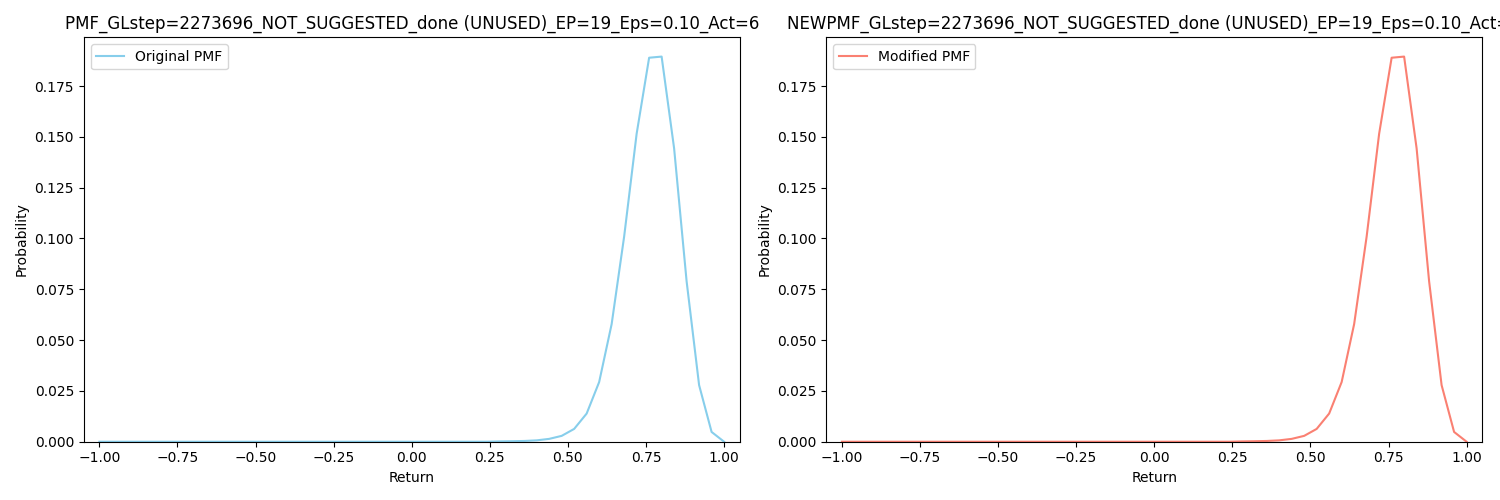 PMF_GLstep=2273696_NOT_SUGGESTED_done (UNUSED)_EP=19_Eps=0.10_Act=6
Original PMF
Probability
0.175
0.150
0.125
0.100
0.075
0.050
0.025
0.000
−1.00 −0.75 −0.50 −0.25 0.00 0.25 0.50 0.75 1.00
Return
NEWPMF_GLstep=2273696_NOT_SUGGESTED_done (UNUSED)_EP=19_Eps=0.10_Act=
Modified PMF
Probability
0.175
0.150
0.125
0.100
0.075
0.050
0.025
0.000
−1.00 −0.75 −0.50 −0.25 0.00 0.25 0.50 0.75 1.00
Return